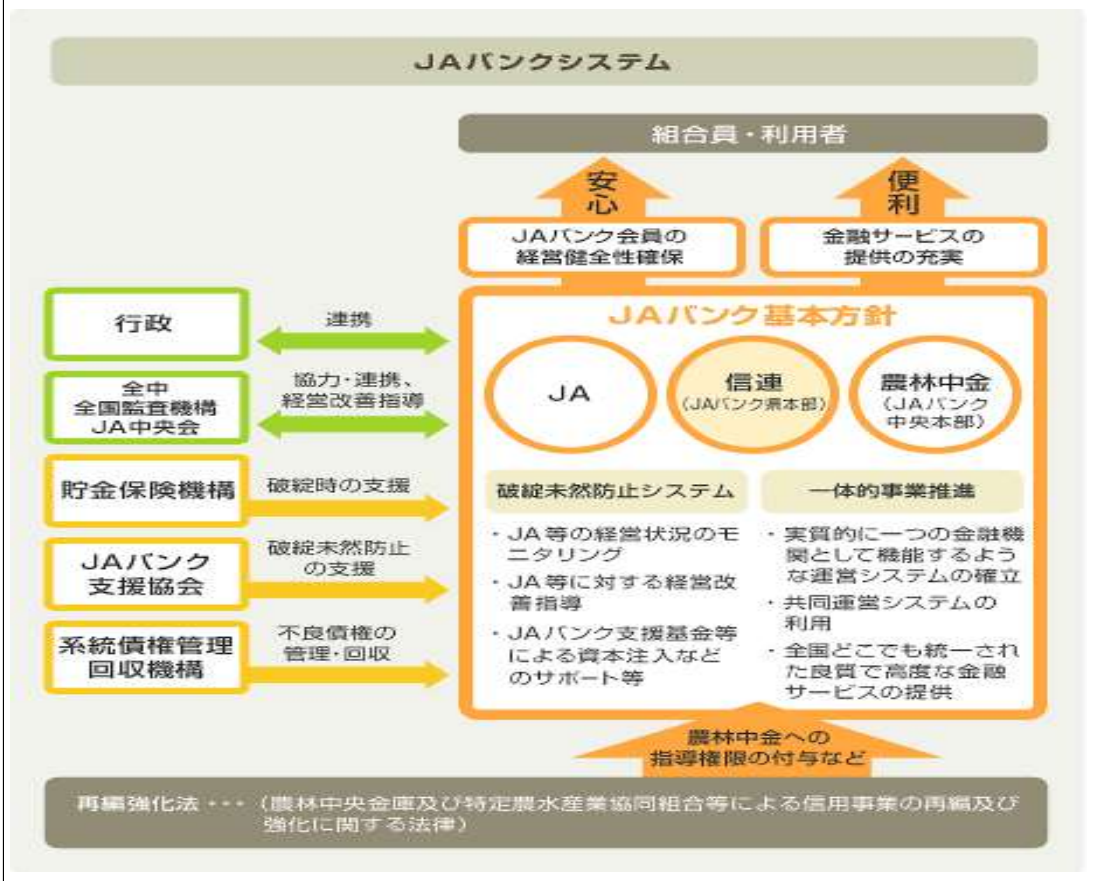 JAバンクシステム
組合員・利用者
安心
便利
JAバンク会員の
経営健全性確保
金融サービスの
提供の充実
行政
連携
全中
全国監査機構
JA中央会
協力・連携、
経営改善指導
貯金保険機構
破綻時の支援
JAバンク
支援協会
破綻未然防止
の支援
系統債権管理
回収機構
不良債権の
管理・回収
JAバンク基本方針
JA
信連
(JAバンク県本部)
農林中金
(JAバンク
中央本部)
破綻未然防止システム
・JA等の経営状況のモ
ニタリング
・JA等に対する経営改
善指導
・JAバンク支援基金等
による資本注入など
のサポート等
一体的事業推進
・実質的に一つの金融機
関として機能するよう
な運営システムの確立
・共同運営システムの
利用
・全国どこでも統一され
た良質で高度な金融
サービスの提供
農林中金への
指導権限の付与など
再編強化法・・・(農林中央金庫及び特定農水産業協同組合等による信用事業の再編及び
強化に関する法律)